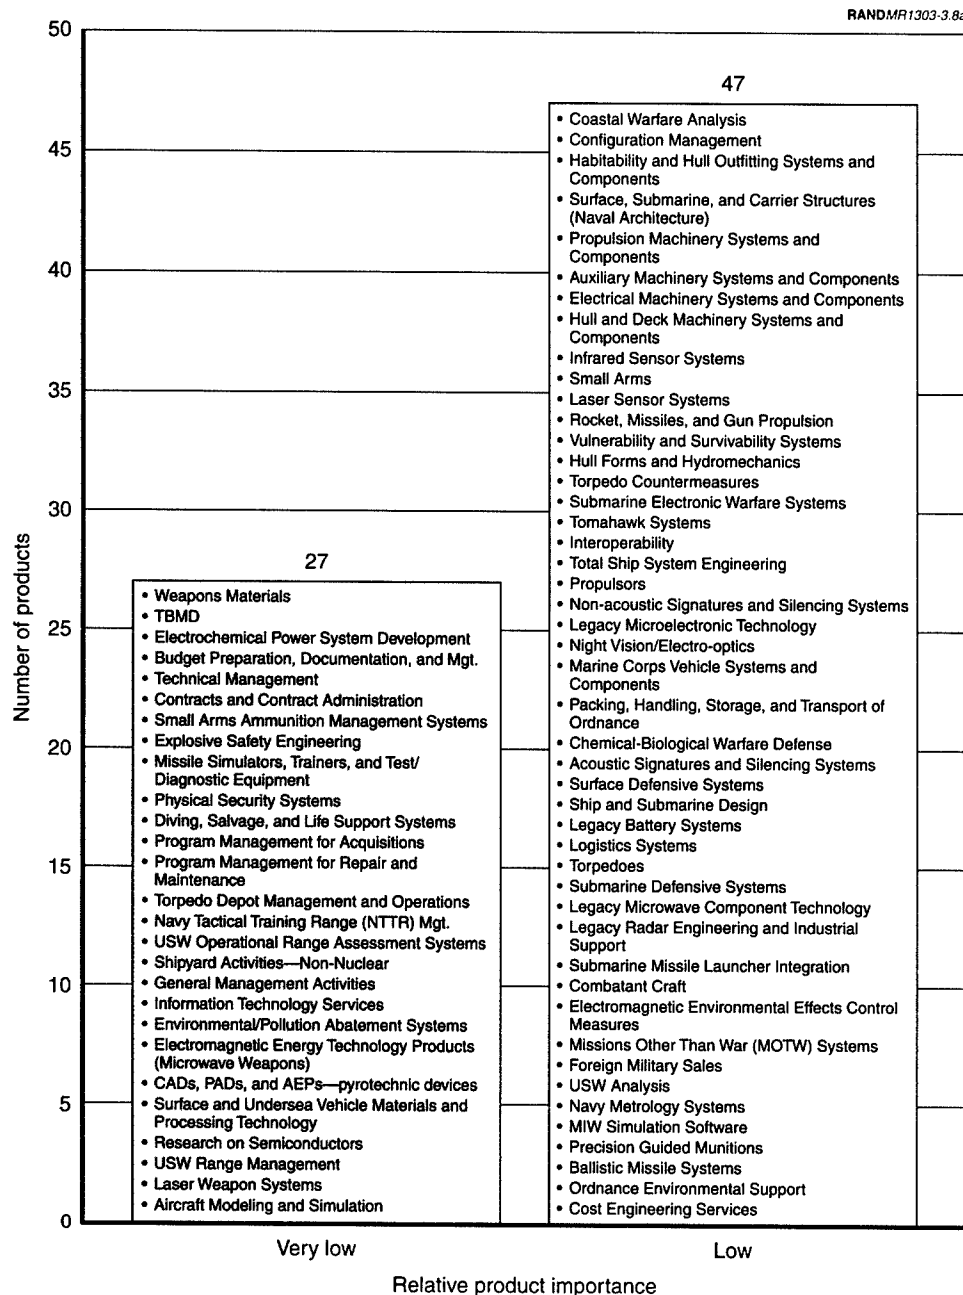 RANDMR1303-3.8a
50
47
• Coastal Warfare Analysis
• Configuration Management
• Habitability and Hull Outfitting Systems and
Components
• Surface, Submarine, and Carrier Structures
(Naval Architecture)
• Propulsion Machinery Systems and
Components
• Auxiliary Machinery Systems and Components
• Electrical Machinery Systems and Components
• Hull and Deck Machinery Systems and
Components
• Infrared Sensor Systems
• Small Arms
• Laser Sensor Systems
• Rocket, Missiles, and Gun Propulsion
• Vulnerability and Survivability Systems
• Hull Forms and Hydromechanics
• Torpedo Countermeasures
• Submarine Electronic Warfare Systems
• Tomahawk Systems
• Interoperability
• Total Ship System Engineering
• Propulsors
• Non-acoustic Signatures and Silencing Systems
• Legacy Microelectronic Technology
• Night Vision/Electro-optics
• Marine Corps Vehicle Systems and
Components
• Packing, Handling, Storage, and Transport of
Ordnance
• Chemical-Biological Warfare Defense
• Acoustic Signatures and Silencing Systems
• Surface Defensive Systems
• Ship and Submarine Design
• Legacy Battery Systems
• Logistics Systems
• Torpedoes
• Submarine Defensive Systems
• Legacy Microwave Component Technology
• Legacy Radar Engineering and Industrial
Support
• Submarine Missile Launcher Integration
• Combatant Craft
• Electromagnetic Environmental Effects Control
Measures
• Missions Other Than War (MOTW) Systems
• Foreign Military Sales
• USW Analysis
• Navy Metrology Systems
• MIW Simulation Software
• Precision Guided Munitions
• Ballistic Missile Systems
• Ordnance Environmental Support
• Cost Engineering Services
45
40
35
30
27
• Weapons Materials
• TBMD
• Electrochemical Power System Development
• Budget Preparation, Documentation, and Mgt.
• Technical Management
• Contracts and Contract Administration
• Small Arms Ammunition Management Systems
• Explosive Safety Engineering
• Missile Simulators, Trainers, and Test/
Diagnostic Equipment
• Physical Security Systems
• Diving, Salvage, and Life Support Systems
• Program Management for Acquisitions
• Program Management for Repair and
Maintenance
• Torpedo Depot Management and Operations
• Navy Tactical Training Range (NTTR) Mgt.
• USW Operational Range Assessment Systems
• Shipyard Activities—Non-Nuclear
• General Management Activities
• Information Technology Services
• Environmental/Pollution Abatement Systems
• Electromagnetic Energy Technology Products
(Microwave Weapons)
• CADs, PADs, and AEPs—pyrotechnic devices
• Surface and Undersea Vehicle Materials and
Processing Technology
• Research on Semiconductors
• USW Range Management
• Laser Weapon Systems
• Aircraft Modeling and Simulation
25
20
15
10
5
0
Number of products
Very low
Low
Relative product importance